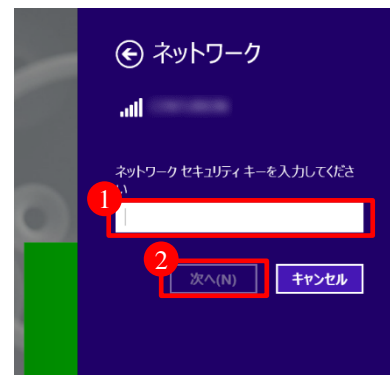 ネットワーク
ネットワーク セキュリティ キーを入力してくださ
い
1
2
次へ(N)
キャンセル